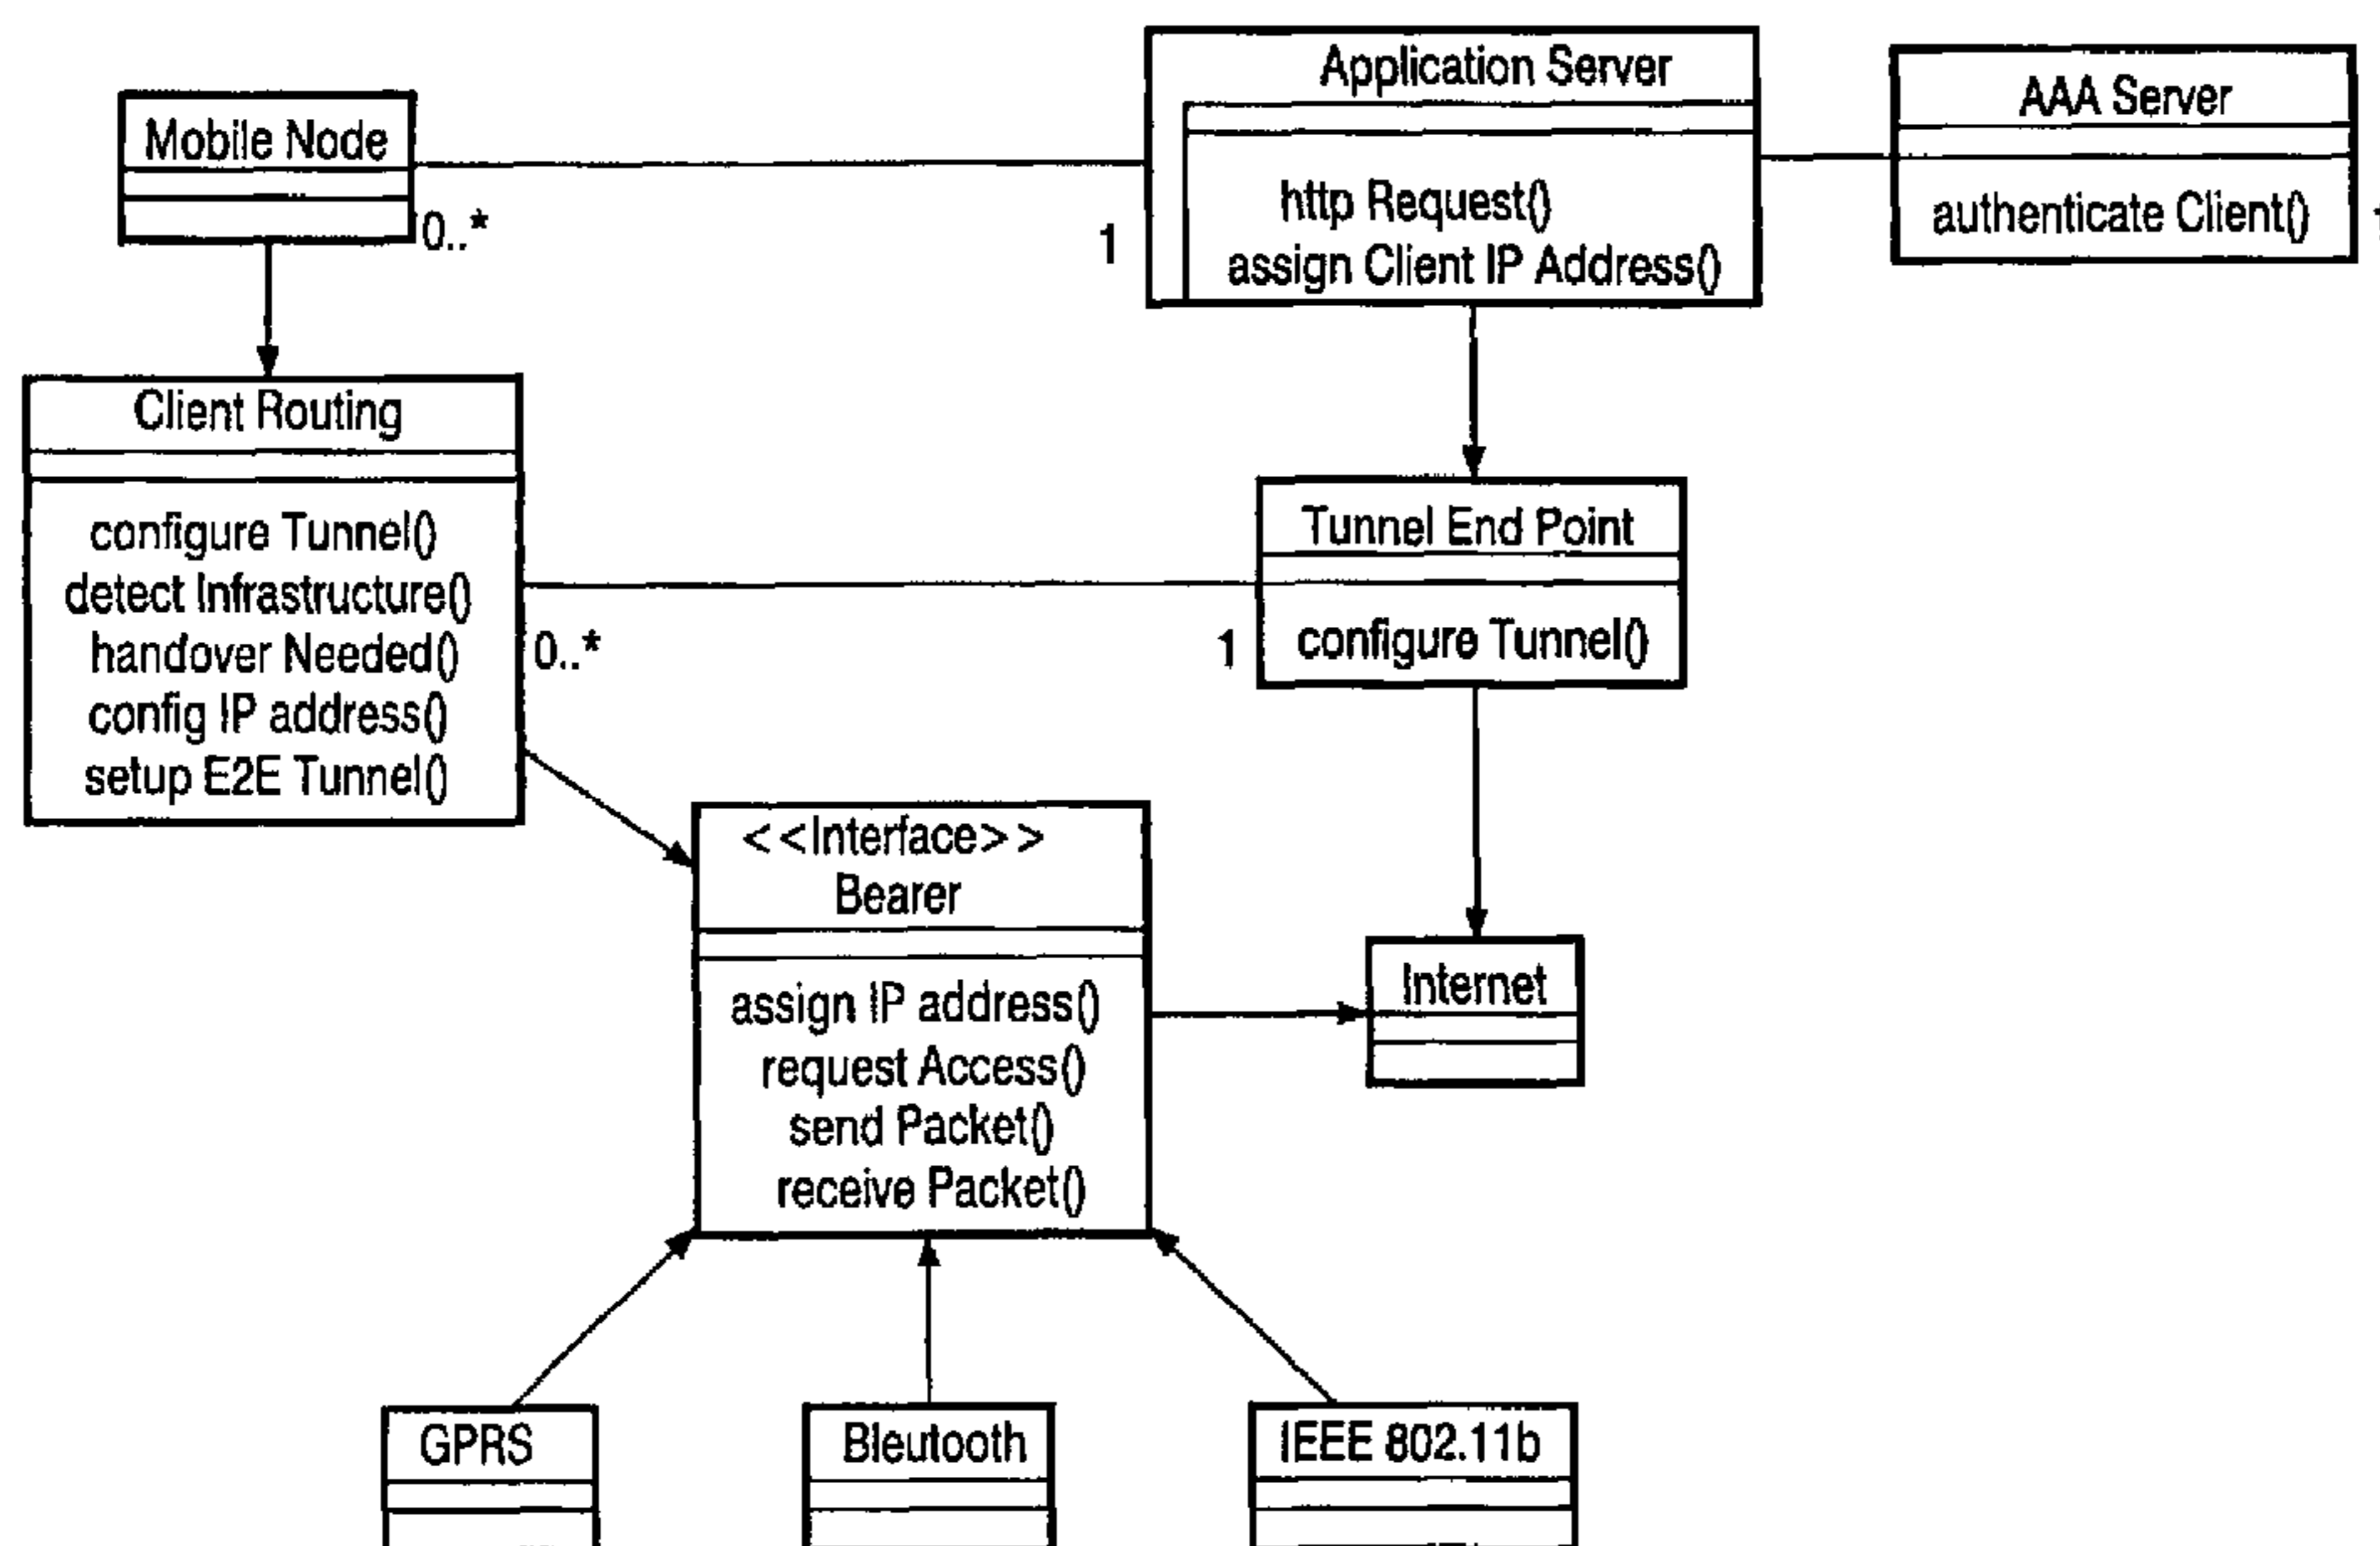 Mobile Node
0..*
Application Server
http Request()
assign Client IP Address()
1
AAA Server
authenticate Client()
Client Routing
configure Tunnel()
detect Infrastructure()
handover Needed()
config IP address()
setup E2E Tunnel()
0..*
Tunnel End Point
configure Tunnel()
1
<<Interface>>
Bearer
assign IP address()
request Access()
send Packet()
receive Packet()
Internet
GPRS
Bleutooth
IEEE 802.11b